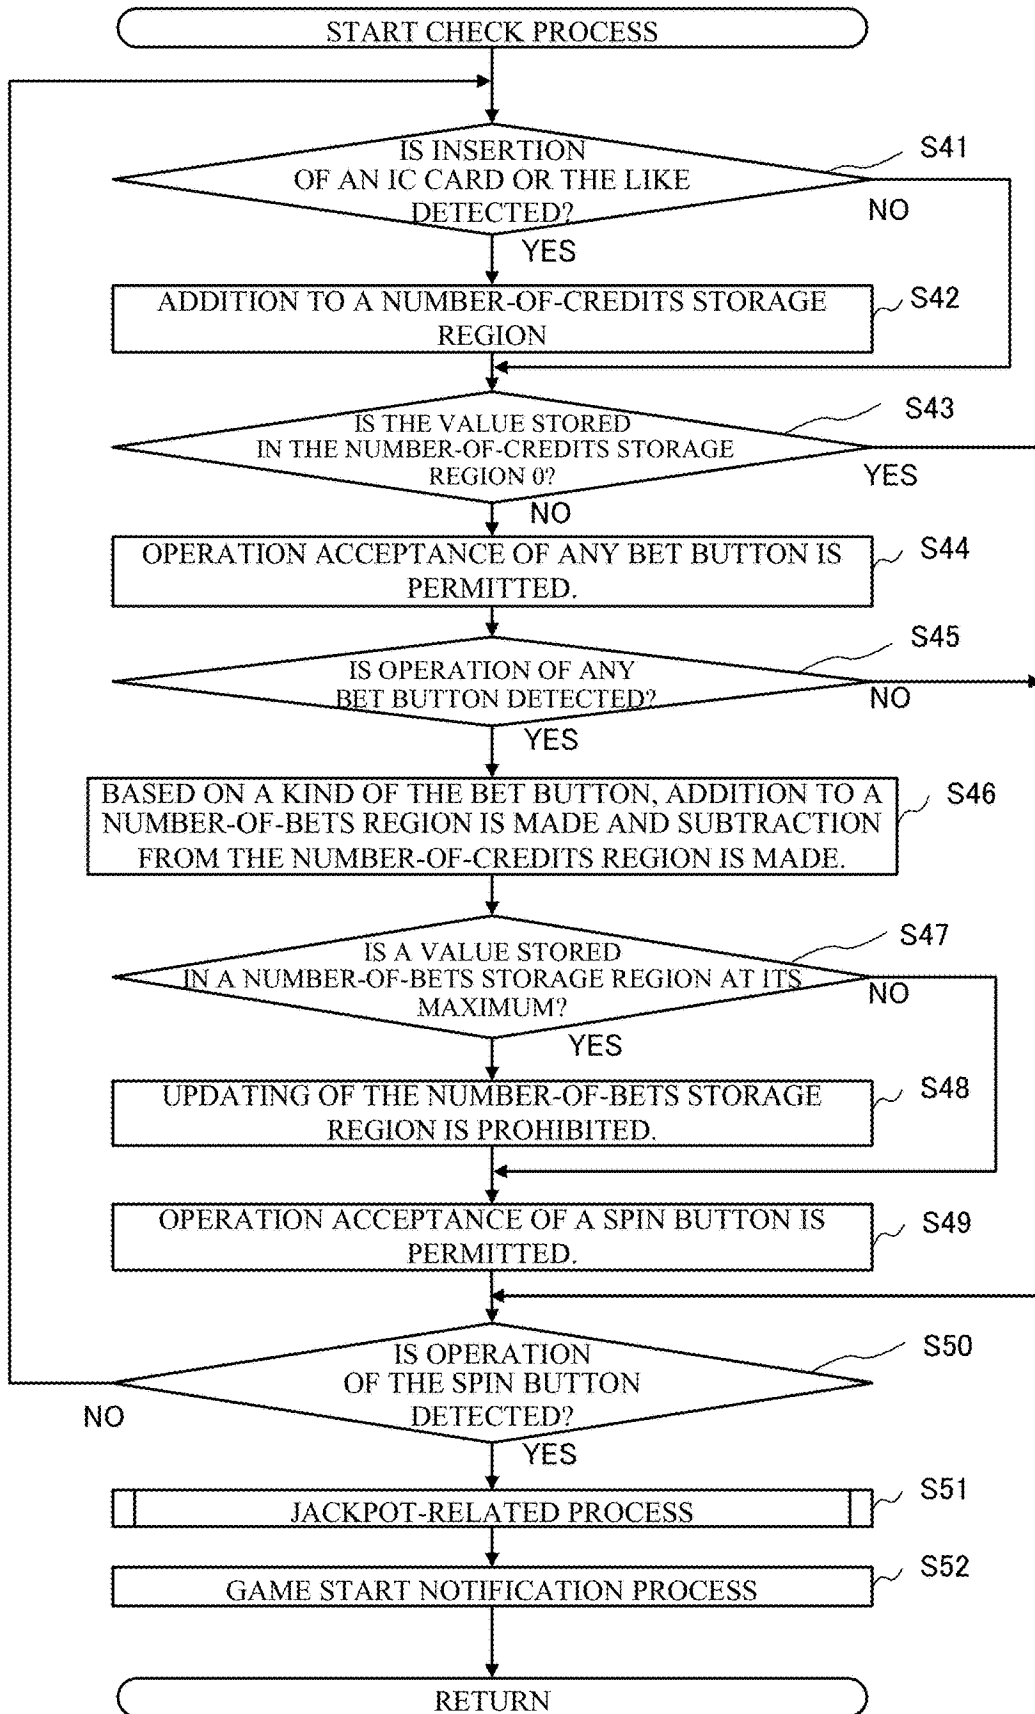 START CHECK PROCESS
IS INSERTION
OF AN IC CARD OR THE LIKE
DETECTED?
S41
NO
YES
ADDITION TO A NUMBER-OF-CREDITS STORAGE
REGION
S42
IS THE VALUE STORED
IN THE NUMBER-OF-CREDITS STORAGE
REGION 0?
S43
YES
NO
OPERATION ACCEPTANCE OF ANY BET BUTTON IS
PERMITTED.
S44
IS OPERATION OF ANY
BET BUTTON DETECTED?
S45
NO
YES
BASED ON A KIND OF THE BET BUTTON, ADDITION TO A
NUMBER-OF-BETS REGION IS MADE AND SUBTRACTION
FROM THE NUMBER-OF-CREDITS REGION IS MADE.
S46
IS A VALUE STORED
IN A NUMBER-OF-BETS STORAGE REGION AT ITS
MAXIMUM?
S47
NO
YES
UPDATING OF THE NUMBER-OF-BETS STORAGE
REGION IS PROHIBITED.
S48
OPERATION ACCEPTANCE OF A SPIN BUTTON IS
PERMITTED.
S49
IS OPERATION
OF THE SPIN BUTTON
DETECTED?
S50
NO
YES
JACKPOT-RELATED PROCESS
S51
GAME START NOTIFICATION PROCESS
S52
RETURN